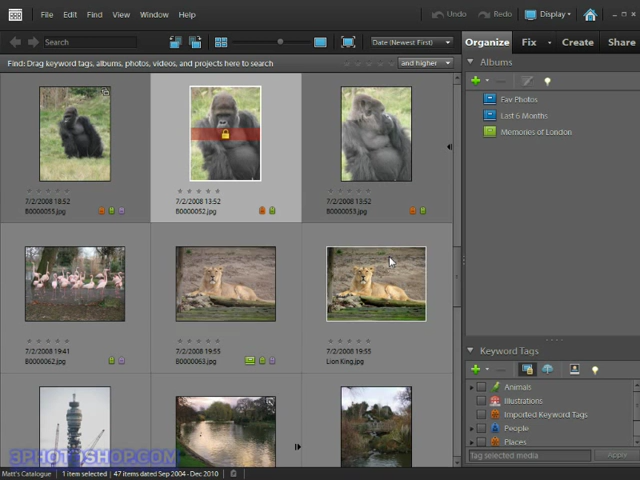 File Edit Find View Window Help
Undo Redo Display
Search
Date (Newest First)
Organize Fix Create Share
Find: Drag keyword tags, albums, photos, videos, and projects here to search
and higher
Albums
Fav Photos
Last 6 Months
Memories of London
7/2/2008 18:52
B0000051.jpg
7/2/2008 13:52
B0000052.jpg
7/2/2008 13:52
B0000053.jpg
7/2/2008 19:41
B0000062.jpg
7/2/2008 19:55
B0000063.jpg
7/2/2008 19:55
Lion King.jpg
Keyword Tags
Animals
Illustrations
Imported Keyword Tags
People
Places
Tag selected media
Apply
3PHOTOSHOP.COM
Matt's Catalogue 1 item selected 47 items dated Sep 2004 - Dec 2010